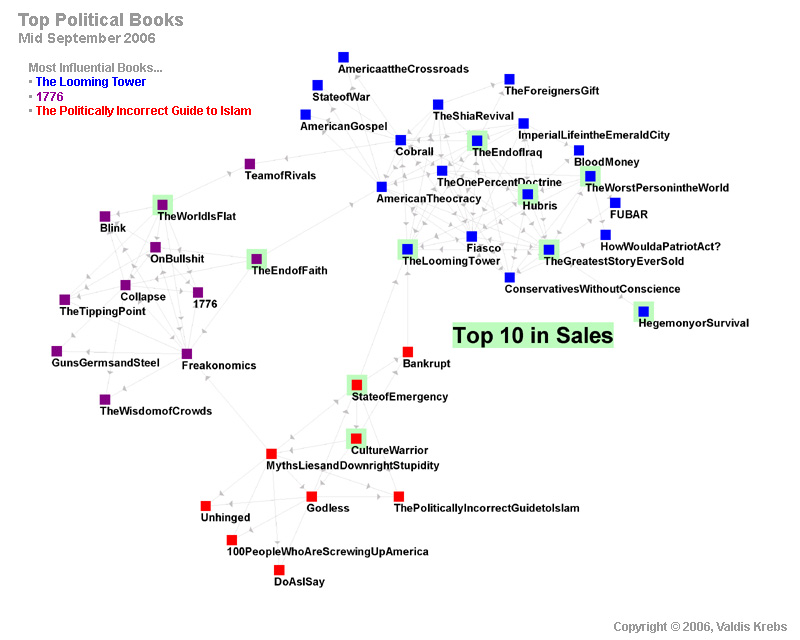 Top Political Books
Mid September 2006
Most Influential Books...
• The Looming Tower
• 1776
• The Politically Incorrect Guide to Islam
AmericaattheCrossroads
StateofWar
TheForeignersGift
TheShiaRevival
AmericanGospel
ImperialLifeintheEmeraldCity
CobraII
TheEndofIraq
BloodMoney
TeamofRivals
TheOnePercentDoctrine
TheWorstPersonintheWorld
AmericanTheocracy
Hubris
FUBAR
TheWorldIsFlat
Blink
Fiasco
HowWouldaPatriotAct?
OnBullshit
TheLoomingTower
TheGreatestStoryEverSold
TheEndofFaith
ConservativesWithoutConscience
Collapse
1776
TheTippingPoint
HegemonyorSurvival
Top 10 in Sales
GunsGermsandSteel
Freakonomics
Bankrupt
StateofEmergency
TheWisdomofCrowds
CultureWarrior
MythsLiesandDownrightStupidity
Godless
ThePoliticallyIncorrectGuidetoIslam
Unhinged
100PeopleWhoAreScrewingUpAmerica
DoAsISay
Copyright © 2006, Valdis Krebs